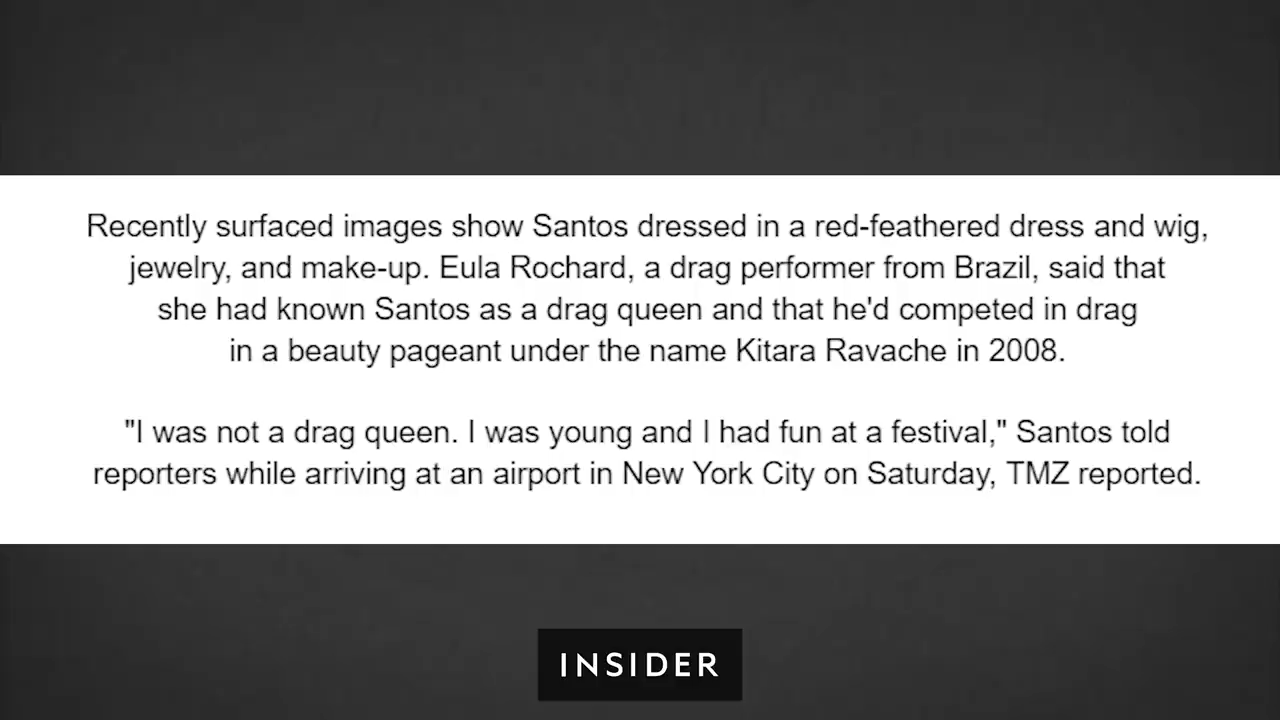 Recently surfaced images show Santos dressed in a red-feathered dress and wig,
jewelry, and make-up. Eula Rochard, a drag performer from Brazil, said that
she had known Santos as a drag queen and that he'd competed in drag
in a beauty pageant under the name Kitara Ravache in 2008.
"I was not a drag queen. I was young and I had fun at a festival," Santos told
reporters while arriving at an airport in New York City on Saturday, TMZ reported.
INSIDER